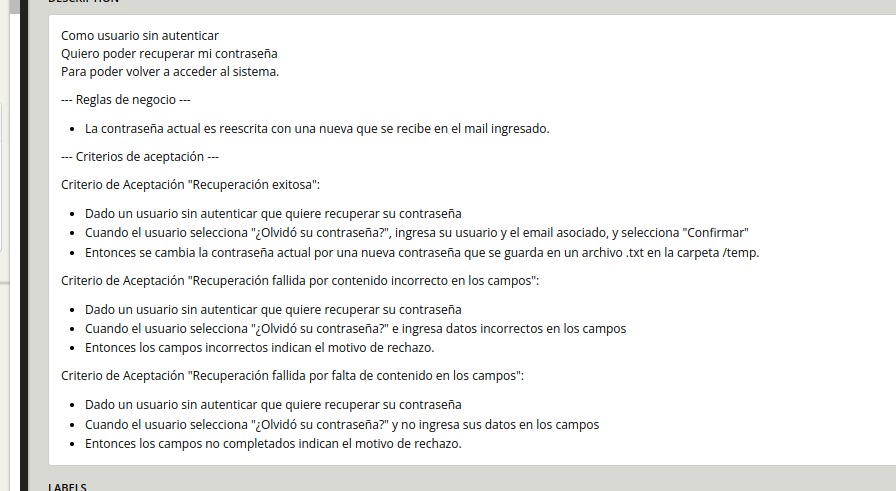 DESCRIPTION
Como usuario sin autenticar
Quiero poder recuperar mi contraseña
Para poder volver a acceder al sistema.
--- Reglas de negocio ---
• La contraseña actual es reescrita con una nueva que se recibe en el mail ingresado.
--- Criterios de aceptación ---
Criterio de Aceptación "Recuperación exitosa":
• Dado un usuario sin autenticar que quiere recuperar su contraseña
• Cuando el usuario selecciona "¿Olvidó su contraseña?", ingresa su usuario y el email asociado, y selecciona "Confirmar"
• Entonces se cambia la contraseña actual por una nueva contraseña que se guarda en un archivo .txt en la carpeta /temp.
Criterio de Aceptación "Recuperación fallida por contenido incorrecto en los campos":
• Dado un usuario sin autenticar que quiere recuperar su contraseña
• Cuando el usuario selecciona "¿Olvidó su contraseña?" e ingresa datos incorrectos en los campos
• Entonces los campos incorrectos indican el motivo de rechazo.
Criterio de Aceptación "Recuperación fallida por falta de contenido en los campos":
• Dado un usuario sin autenticar que quiere recuperar su contraseña
• Cuando el usuario selecciona "¿Olvidó su contraseña?" y no ingresa sus datos en los campos
• Entonces los campos no completados indican el motivo de rechazo.
LABELS